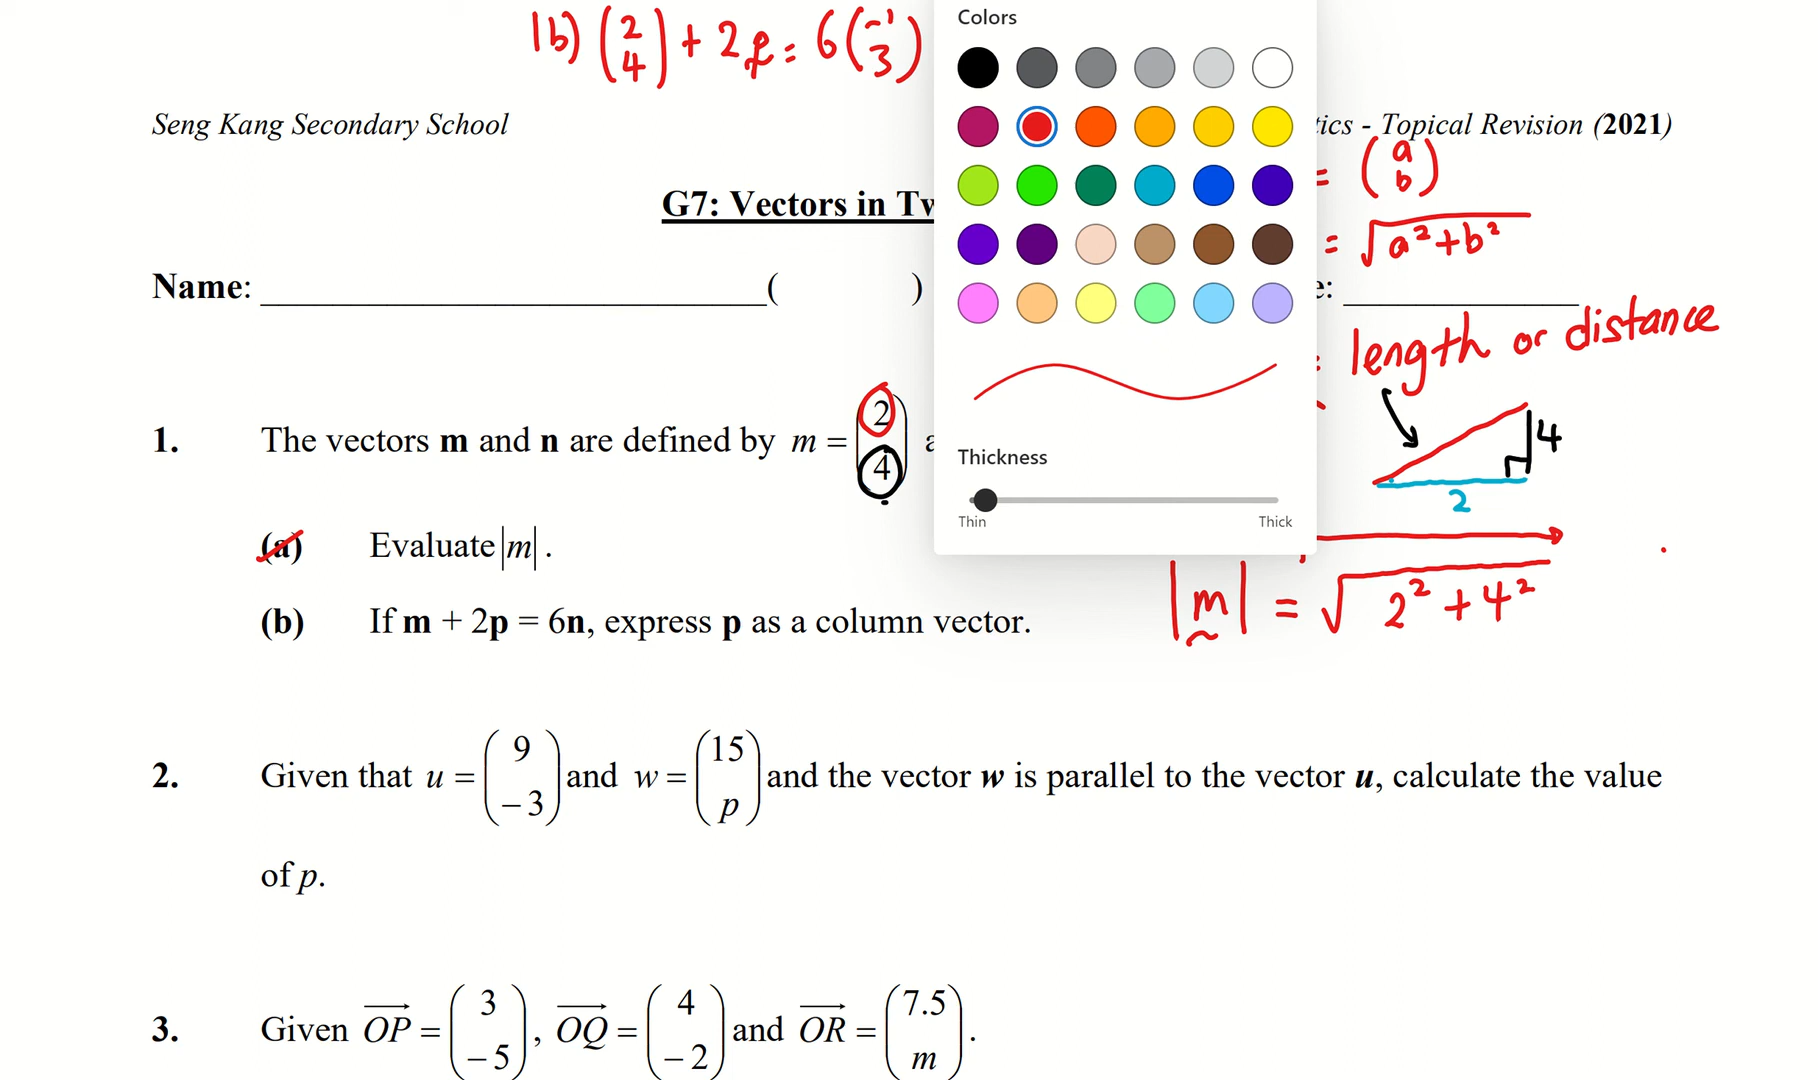 1b) (2 4) + 2p = 6(-1 3)
Colors
Seng Kang Secondary School
tics - Topical Revision (2021)
= (a b)
G7: Vectors in Tw
= √a²+b²
Name: ____________________________( )
e: _____________
length or distance
1. The vectors m and n are defined by m = (2 4) a
4
2
Thickness
Thin Thick
(a) Evaluate |m|.
|m| = √2² + 4²
(b) If m + 2p = 6n, express p as a column vector.
2. Given that u = (9 −3) and w = (15 p) and the vector w is parallel to the vector u, calculate the value
of p.
3. Given OP = (3 −5), OQ = (4 −2) and OR = (7.5 m).